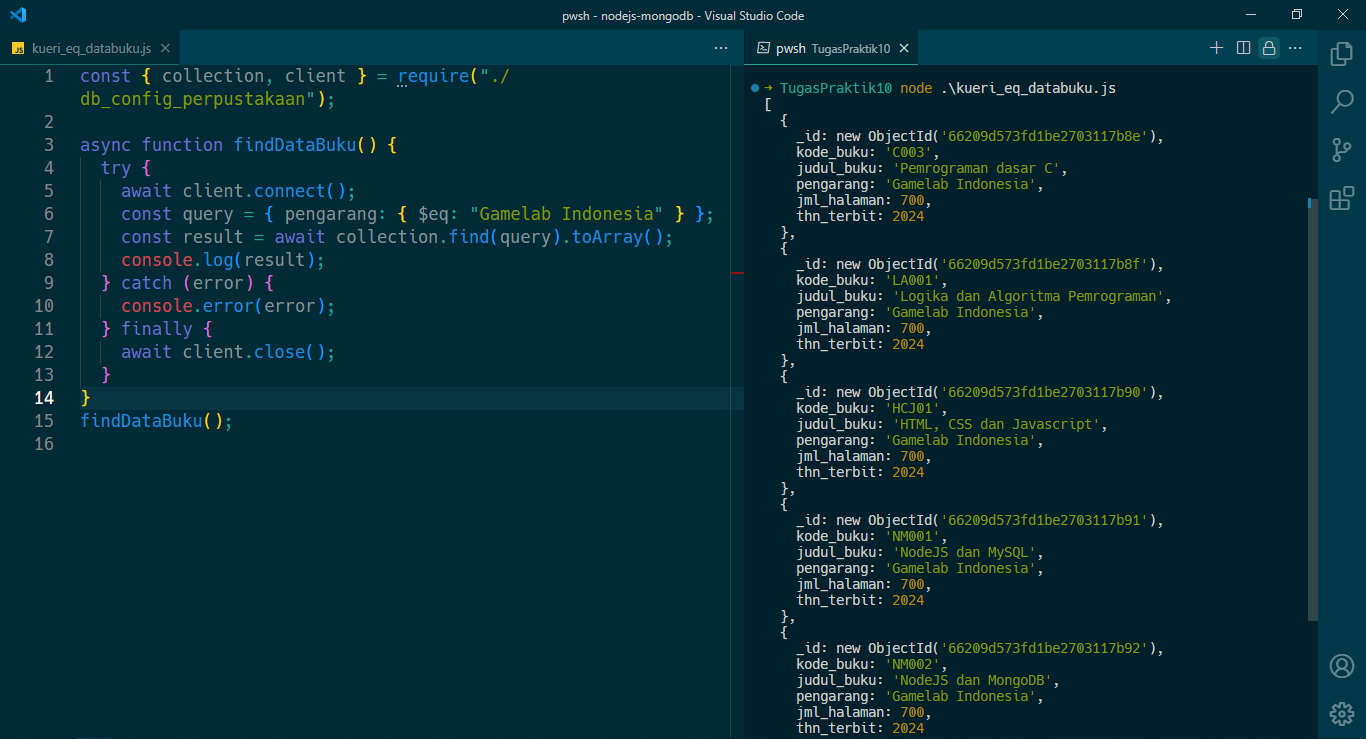 pwsh - nodejs-mongodb - Visual Studio Code
JS kueri_eq_databuku.js
1 const { collection, client } = require("./
db_config_perpustakaan");
2
3 async function findDataBuku() {
4 try {
5 await client.connect();
6 const query = { pengarang: { $eq: "Gamelab Indonesia" } };
7 const result = await collection.find(query).toArray();
8 console.log(result);
9 } catch (error) {
10 console.error(error);
11 } finally {
12 await client.close();
13 }
14 }
15 findDataBuku();
16
pwsh TugasPraktik10
TugasPraktik10 node .\kueri_eq_databuku.js
[
{
_id: new ObjectId('66209d573fd1be2703117b8e'),
kode_buku: 'C003',
judul_buku: 'Pemrograman dasar C',
pengarang: 'Gamelab Indonesia',
jml_halaman: 700,
thn_terbit: 2024
},
{
_id: new ObjectId('66209d573fd1be2703117b8f'),
kode_buku: 'LA001',
judul_buku: 'Logika dan Algoritma Pemrograman',
pengarang: 'Gamelab Indonesia',
jml_halaman: 700,
thn_terbit: 2024
},
{
_id: new ObjectId('66209d573fd1be2703117b90'),
kode_buku: 'HCJ01',
judul_buku: 'HTML, CSS dan Javascript',
pengarang: 'Gamelab Indonesia',
jml_halaman: 700,
thn_terbit: 2024
},
{
_id: new ObjectId('66209d573fd1be2703117b91'),
kode_buku: 'NM001',
judul_buku: 'NodeJS dan MySQL',
pengarang: 'Gamelab Indonesia',
jml_halaman: 700,
thn_terbit: 2024
},
{
_id: new ObjectId('66209d573fd1be2703117b92'),
kode_buku: 'NM002',
judul_buku: 'NodeJS dan MongoDB',
pengarang: 'Gamelab Indonesia',
jml_halaman: 700,
thn_terbit: 2024